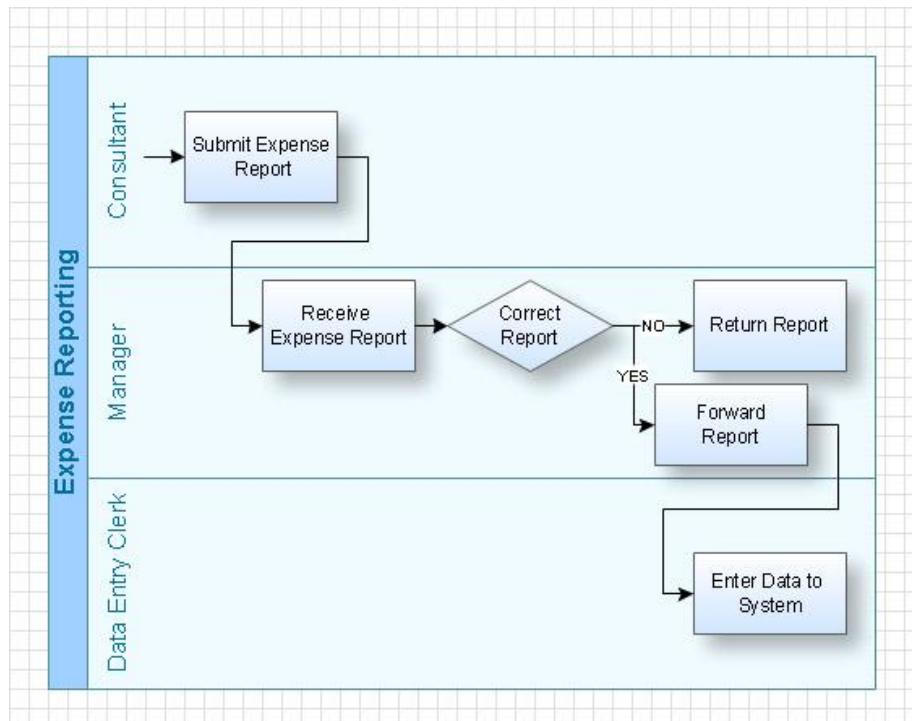 Expense Reporting
Consultant
Submit Expense
Report
Manager
Receive
Expense Report
Correct
Report
NO
Return Report
YES
Forward
Report
Data Entry Clerk
Enter Data to
System